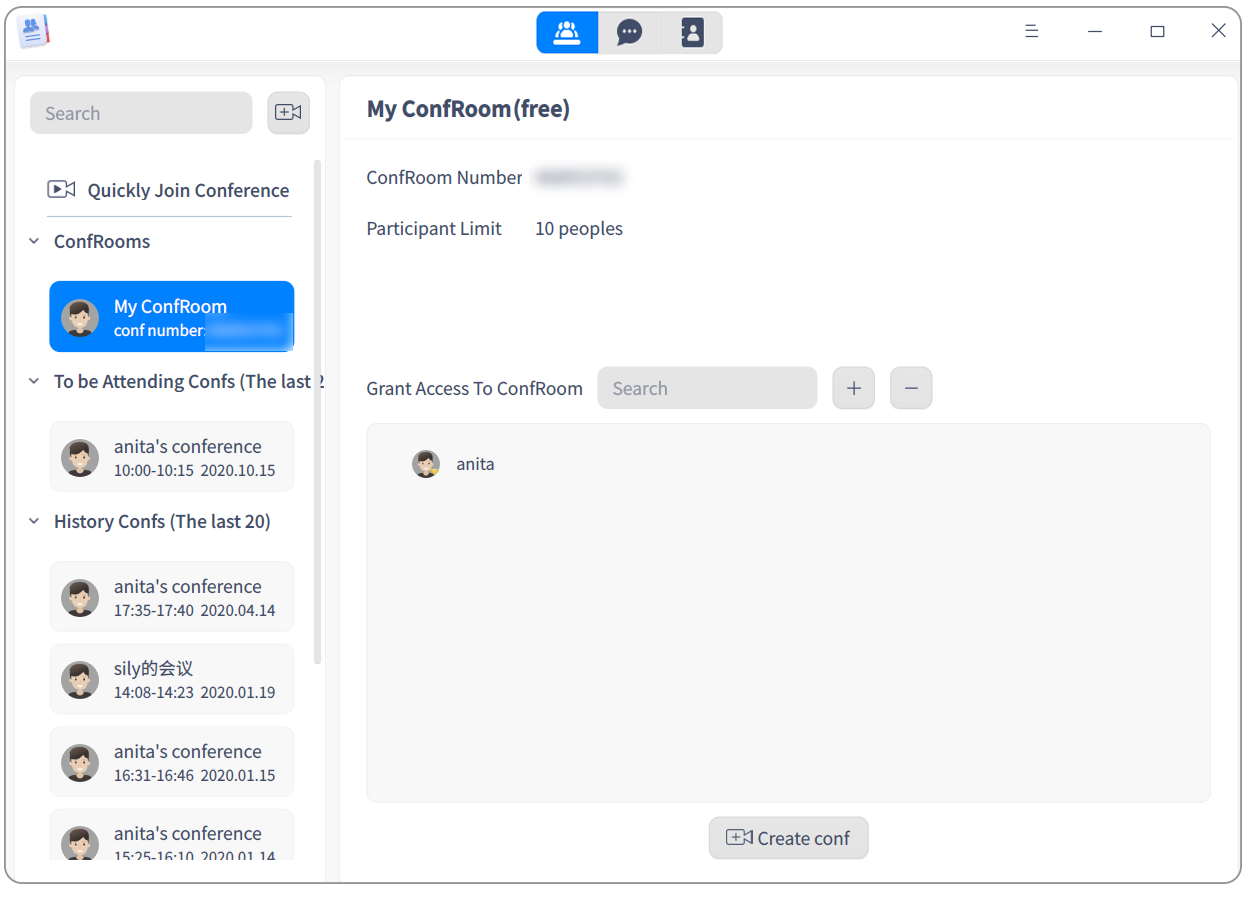 Search
Quickly Join Conference
ConfRooms
My ConfRoom
conf number:
To be Attending Confs (The last 2
anita's conference
10:00-10:15 2020.10.15
History Confs (The last 20)
anita's conference
17:35-17:40 2020.04.14
sily的会议
14:08-14:23 2020.01.19
anita's conference
16:31-16:46 2020.01.15
anita's conference
15:25-16:10 2020.01.14
My ConfRoom(free)
ConfRoom Number
Participant Limit 10 peoples
Grant Access To ConfRoom Search
anita
Create conf